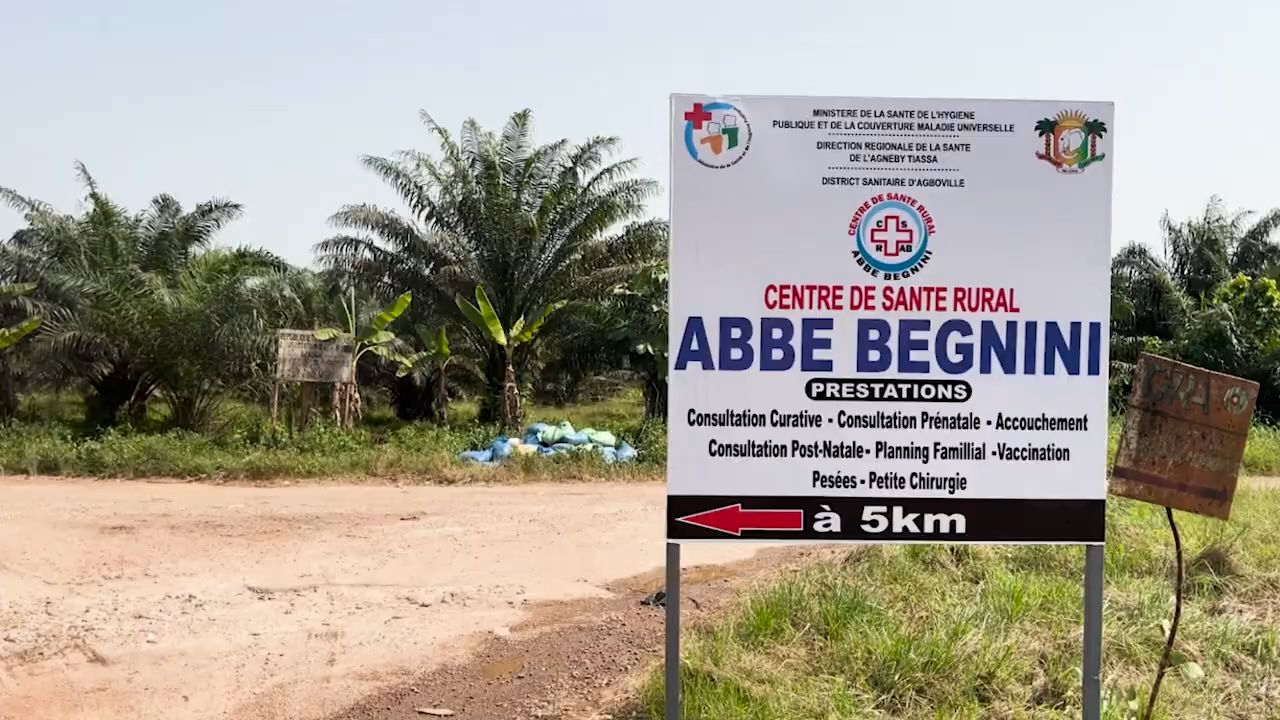 MINISTERE DE LA SANTE DE L'HYGIENE
PUBLIQUE ET DE LA COUVERTURE MALADIE UNIVERSELLE
DIRECTION REGIONALE DE LA SANTE
DE L'AGNEBY TIASSA
DISTRICT SANITAIRE D'AGBOVILLE
CENTRE DE SANTE RURAL
C S
R AB
ABBE BEGNINI
CENTRE DE SANTE RURAL
ABBE BEGNINI
PRESTATIONS
Consultation Curative - Consultation Prénatale - Accouchement
Consultation Post-Natale- Planning Famillial -Vaccination
Pesées - Petite Chirurgie
à 5km